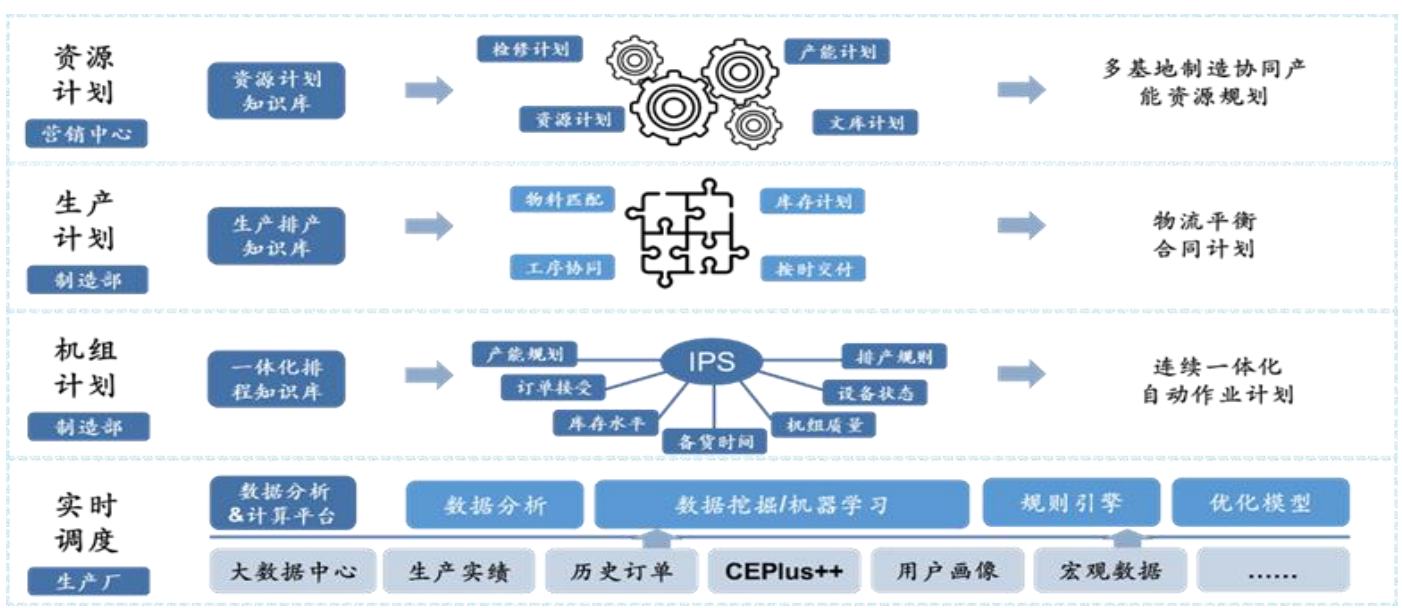 资源
计划
营销中心
资源计划
知识库
检修计划
产能计划
资源计划
文库计划
多基地制造协同产
能资源规划
生产
计划
制造部
生产排产
知识库
物料匹配
库存计划
工序协同
按时交付
物流平衡
合同计划
机组
计划
制造部
一体化排
程知识库
产能规划
IPS
排产规则
订单接受
设备状态
库存水平
机组质量
备货时间
连续一体化
自动作业计划
实时
调度
生产厂
数据分析
&计算平台
数据分析
数据挖掘/机器学习
规则引擎
优化模型
大数据中心
生产实绩
历史订单
CEPlus++
用户画像
宏观数据
......